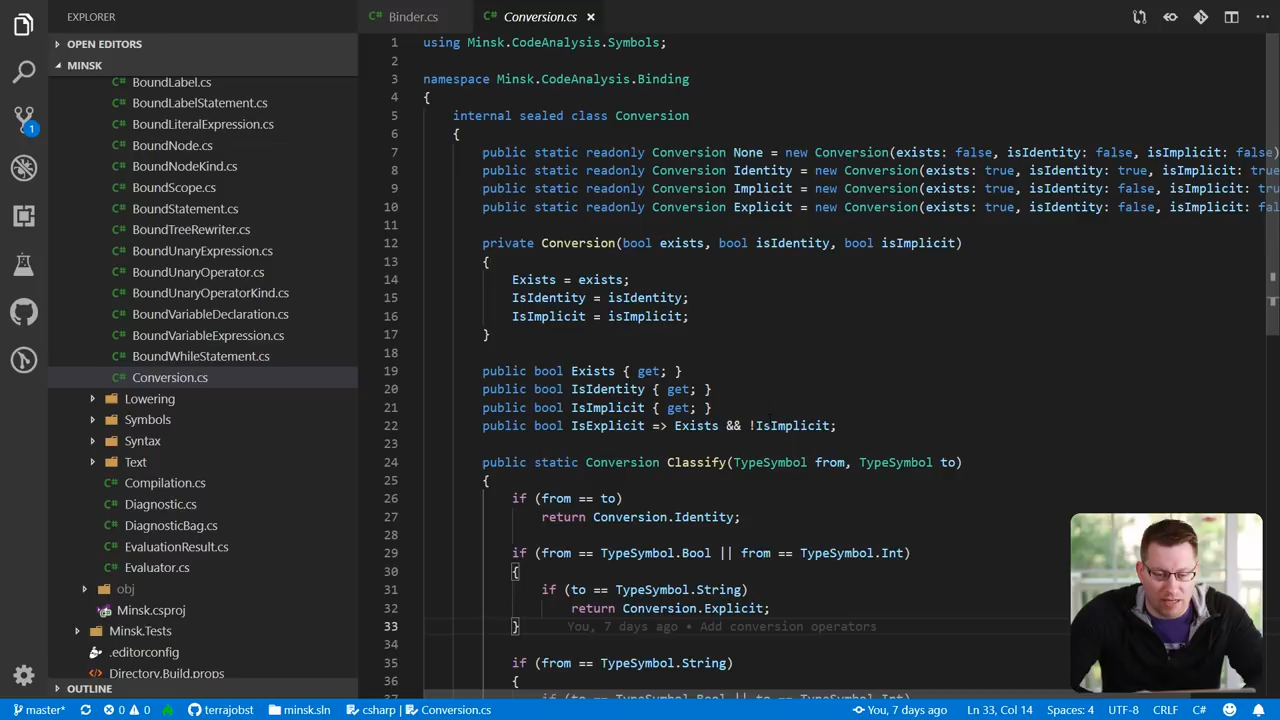 EXPLORER
OPEN EDITORS
MINSK
BoundLabel.cs
BoundLabelStatement.cs
BoundLiteralExpression.cs
BoundNode.cs
BoundNodeKind.cs
BoundScope.cs
BoundStatement.cs
BoundTreeRewriter.cs
BoundUnaryExpression.cs
BoundUnaryOperator.cs
BoundUnaryOperatorKind.cs
BoundVariableDeclaration.cs
BoundVariableExpression.cs
BoundWhileStatement.cs
Conversion.cs
Lowering
Symbols
Syntax
Text
Compilation.cs
Diagnostic.cs
DiagnosticBag.cs
EvaluationResult.cs
Evaluator.cs
obj
Minsk.csproj
Minsk.Tests
.editorconfig
Directory.Build.props
OUTLINE
1
Binder.cs
Conversion.cs
1 using Minsk.CodeAnalysis.Symbols;
2
3 namespace Minsk.CodeAnalysis.Binding
4 {
5 internal sealed class Conversion
6 {
7 public static readonly Conversion None = new Conversion(exists: false, isIdentity: false, isImplicit: false)
8 public static readonly Conversion Identity = new Conversion(exists: true, isIdentity: true, isImplicit: true
9 public static readonly Conversion Implicit = new Conversion(exists: true, isIdentity: false, isImplicit: tru
10 public static readonly Conversion Explicit = new Conversion(exists: true, isIdentity: false, isImplicit: fal
11
12 private Conversion(bool exists, bool isIdentity, bool isImplicit)
13 {
14 Exists = exists;
15 IsIdentity = isIdentity;
16 IsImplicit = isImplicit;
17 }
18
19 public bool Exists { get; }
20 public bool IsIdentity { get; }
21 public bool IsImplicit { get; }
22 public bool IsExplicit => Exists && !IsImplicit;
23
24 public static Conversion Classify(TypeSymbol from, TypeSymbol to)
25 {
26 if (from == to)
27 return Conversion.Identity;
28
29 if (from == TypeSymbol.Bool || from == TypeSymbol.Int)
30 {
31 if (to == TypeSymbol.String)
32 return Conversion.Explicit;
33 } You, 7 days ago • Add conversion operators
34
35 if (from == TypeSymbol.String)
36 {
37 if (to == TypeSymbol.Bool || to == TypeSymbol.Int)
master* 0 0 terrajobst minsk.sln csharp | Conversion.cs You, 7 days ago Ln 33, Col 14 Spaces: 4 UTF-8 CRLF C#